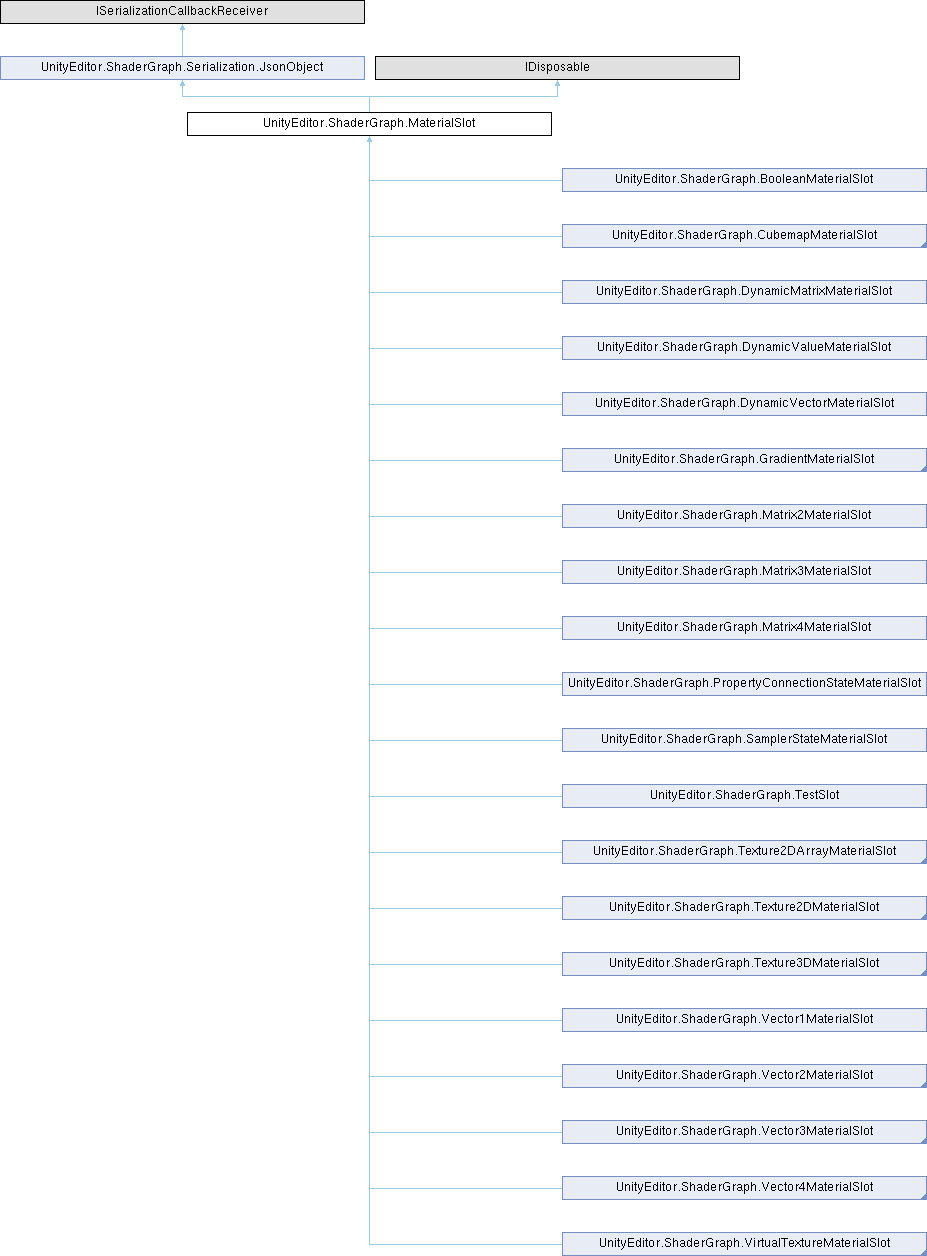 ISerializationCallbackReceiver
UnityEditor.ShaderGraph.Serialization.JsonObject
IDisposable
UnityEditor.ShaderGraph.MaterialSlot
UnityEditor.ShaderGraph.BooleanMaterialSlot
UnityEditor.ShaderGraph.CubemapMaterialSlot
UnityEditor.ShaderGraph.DynamicMatrixMaterialSlot
UnityEditor.ShaderGraph.DynamicValueMaterialSlot
UnityEditor.ShaderGraph.DynamicVectorMaterialSlot
UnityEditor.ShaderGraph.GradientMaterialSlot
UnityEditor.ShaderGraph.Matrix2MaterialSlot
UnityEditor.ShaderGraph.Matrix3MaterialSlot
UnityEditor.ShaderGraph.Matrix4MaterialSlot
UnityEditor.ShaderGraph.PropertyConnectionStateMaterialSlot
UnityEditor.ShaderGraph.SamplerStateMaterialSlot
UnityEditor.ShaderGraph.TestSlot
UnityEditor.ShaderGraph.Texture2DArrayMaterialSlot
UnityEditor.ShaderGraph.Texture2DMaterialSlot
UnityEditor.ShaderGraph.Texture3DMaterialSlot
UnityEditor.ShaderGraph.Vector1MaterialSlot
UnityEditor.ShaderGraph.Vector2MaterialSlot
UnityEditor.ShaderGraph.Vector3MaterialSlot
UnityEditor.ShaderGraph.Vector4MaterialSlot
UnityEditor.ShaderGraph.VirtualTextureMaterialSlot